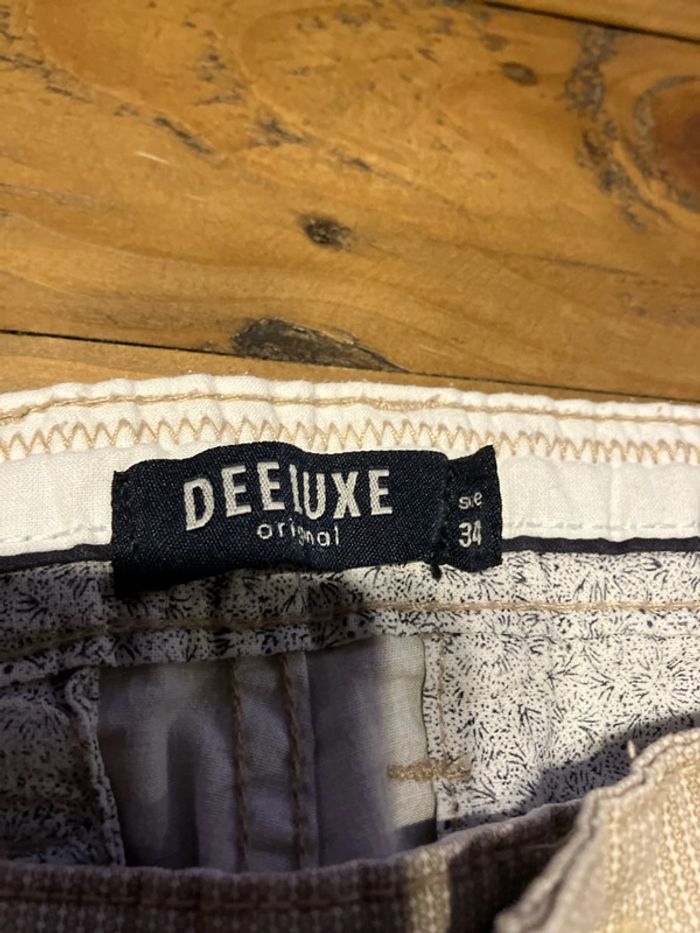 DEELUXE
original
size
34